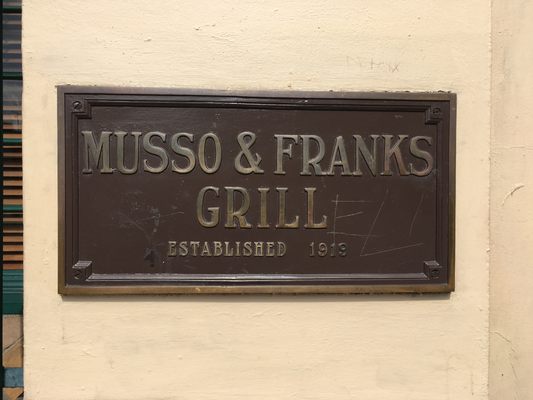 MUSSO & FRANKS
GRILL
ESTABLISHED 1919